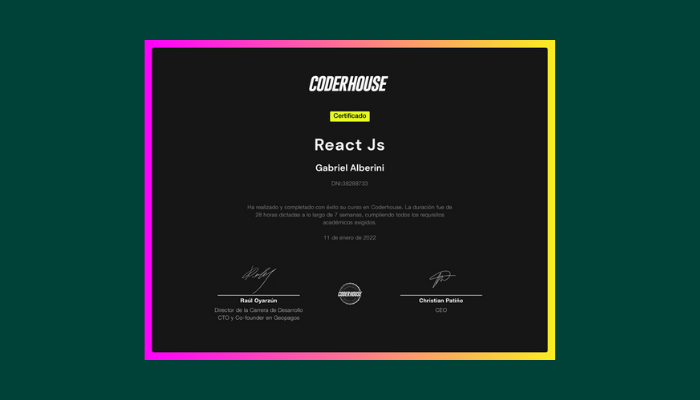 CODERHOUSE
Certificado
React Js
Gabriel Alberini
DNI:39288733
Ha realizado y completado con éxito su curso en Coderhouse. La duración fue de
28 horas dictadas a lo largo de 7 semanas, cumpliendo todos los requisitos
académicos exigidos.
11 de enero de 2022
Raúl Oyarzún
Director de la Carrera de Desarrollo
CTO y Co-founder en Geopagos
CODERHOUSE
Christian Patiño
CEO